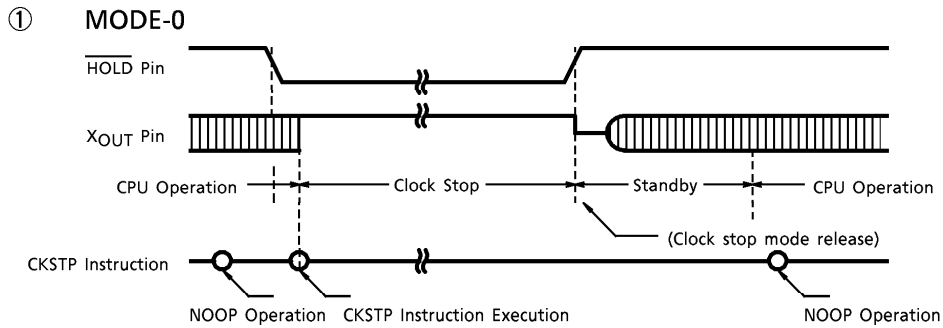 ① MODE-0
HOLD Pin
XOUT Pin
CPU Operation Clock Stop Standby CPU Operation
(Clock stop mode release)
CKSTP Instruction
NOOP Operation CKSTP Instruction Execution NOOP Operation